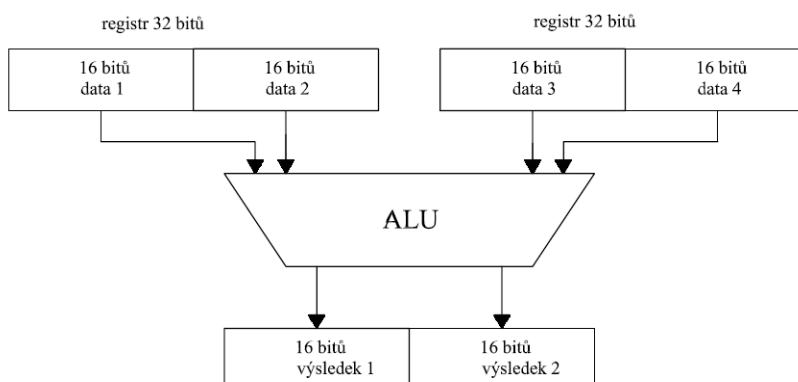 registr 32 bitů
registr 32 bitů
16 bitů
data 1
16 bitů
data 2
16 bitů
data 3
16 bitů
data 4
ALU
16 bitů
výsledek 1
16 bitů
výsledek 2